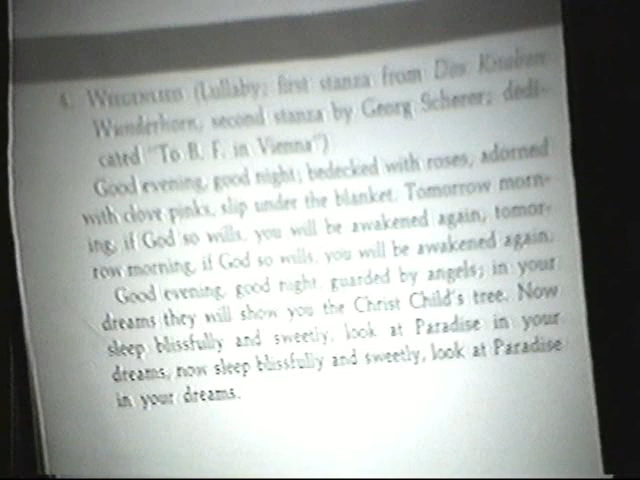 4. WIEGENLIED (Lullaby; first stanza from Des Knaben
Wunderhorn, second stanza by Georg Scherer; dedi-
cated "To B. F. in Vienna")
Good evening, good night; bedecked with roses, adorned
with clove pinks, slip under the blanket. Tomorrow morn-
ing, if God so wills, you will be awakened again, tomor-
row morning, if God so wills, you will be awakened again.
Good evening, good night, guarded by angels; in your
dreams they will show you the Christ Child's tree. Now
sleep blissfully and sweetly, look at Paradise in your
dreams, now sleep blissfully and sweetly, look at Paradise
in your dreams.